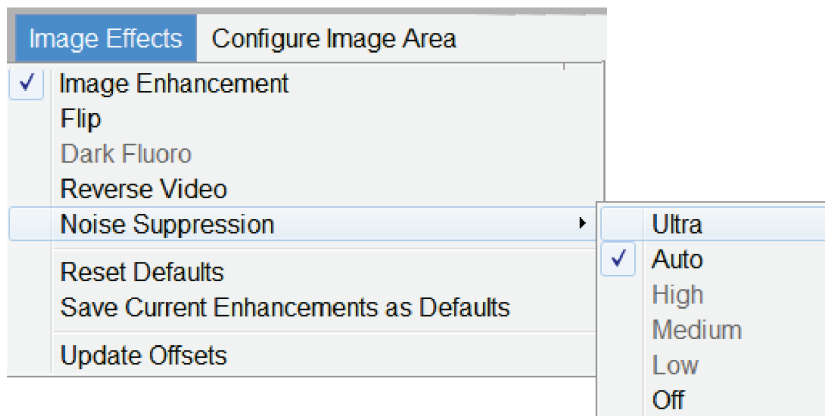 Image Effects Configure Image Area
Image Enhancement
Flip
Dark Fluoro
Reverse Video
Noise Suppression
Reset Defaults
Save Current Enhancements as Defaults
Update Offsets
Ultra
Auto
High
Medium
Low
Off